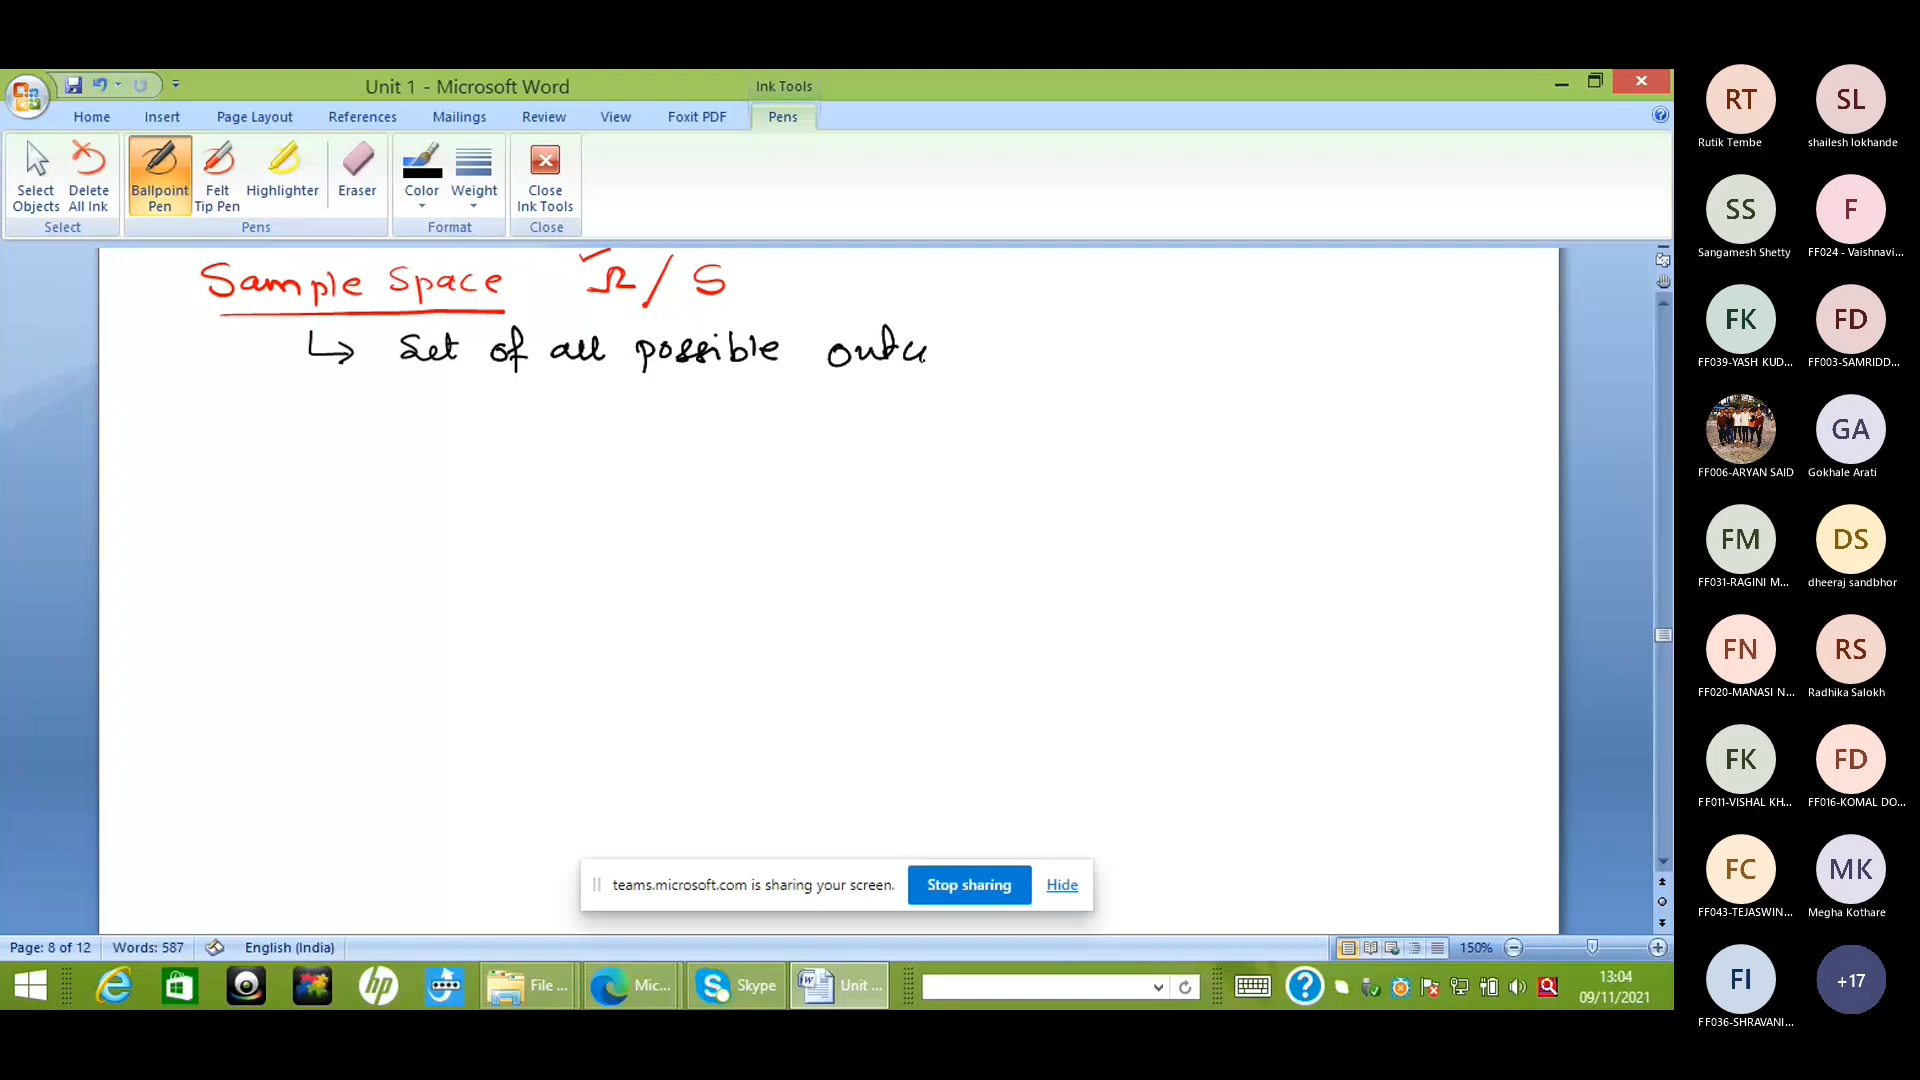 Unit 1 - Microsoft Word
Ink Tools
Home Insert Page Layout References Mailings Review View Foxit PDF Pens
Select Objects
Delete All Ink
Ballpoint Pen
Felt Tip Pen
Highlighter
Eraser
Color
Weight
Close Ink Tools
Select Pens Format Close
Sample Space Ω / S
↳ Set of all possible outc
teams.microsoft.com is sharing your screen. Stop sharing Hide
Page: 8 of 12 Words: 587 English (India) 150%
File ... Mic... Skype Unit ...
13:04
09/11/2021
RT SL
Rutik Tembe shailesh lokhande
SS F
Sangamesh Shetty FF024 - Vaishnavi...
FK FD
FF039-YASH KUD... FF003-SAMRIDD...
GA
FF006-ARYAN SAID Gokhale Arati
FM DS
FF031-RAGINI M... dheeraj sandbhor
FN RS
FF020-MANASI N... Radhika Salokh
FK FD
FF011-VISHAL KH... FF016-KOMAL DO...
FC MK
FF043-TEJASWIN... Megha Kothare
FI +17
FF036-SHRAVANI...